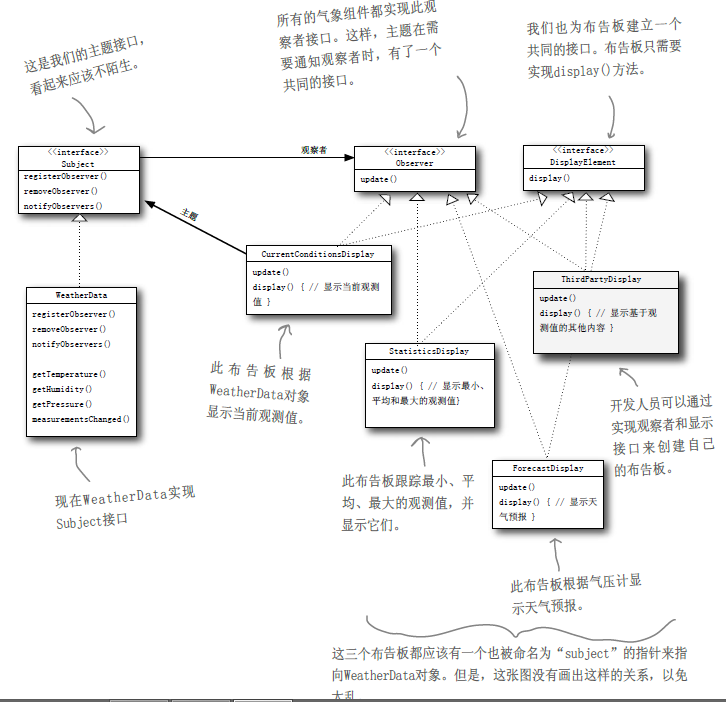 这是我们的主题接口，
看起来应该不陌生。
所有的气象组件都实现此观
察者接口。这样，主题在需
要通知观察者时，有了一个
共同的接口。
我们也为布告板建立一个
共同的接口。布告板只需要
实现display()方法。
<<interface>>
Subject
registerObserver()
removeObserver()
notifyObservers()
观察者
<<interface>>
Observer
update()
<<interface>>
DisplayElement
display()
主题
WeatherData
registerObserver()
removeObserver()
notifyObservers()
getTemperature()
getHumidity()
getPressure()
measurementsChanged()
CurrentConditionsDisplay
update()
display() { // 显示当前观测
值 }
StatisticsDisplay
update()
display() { // 显示最小、
平均和最大的观测值}
ThirdPartyDisplay
update()
display() { // 显示基于观
测值的其他内容 }
ForecastDisplay
update()
display() { // 显示天
气预报 }
此布告板根据
WeatherData对象
显示当前观测值。
开发人员可以通过
实现观察者和显示
接口来创建自己
的布告板。
现在WeatherData实现
Subject接口
此布告板跟踪最小、平
均、最大的观测值，并
显示它们。
此布告板根据气压计显
示天气预报。
这三个布告板都应该有一个也被命名为“subject”的指针来指
向WeatherData对象。但是，这张图没有画出这样的关系，以免
太乱